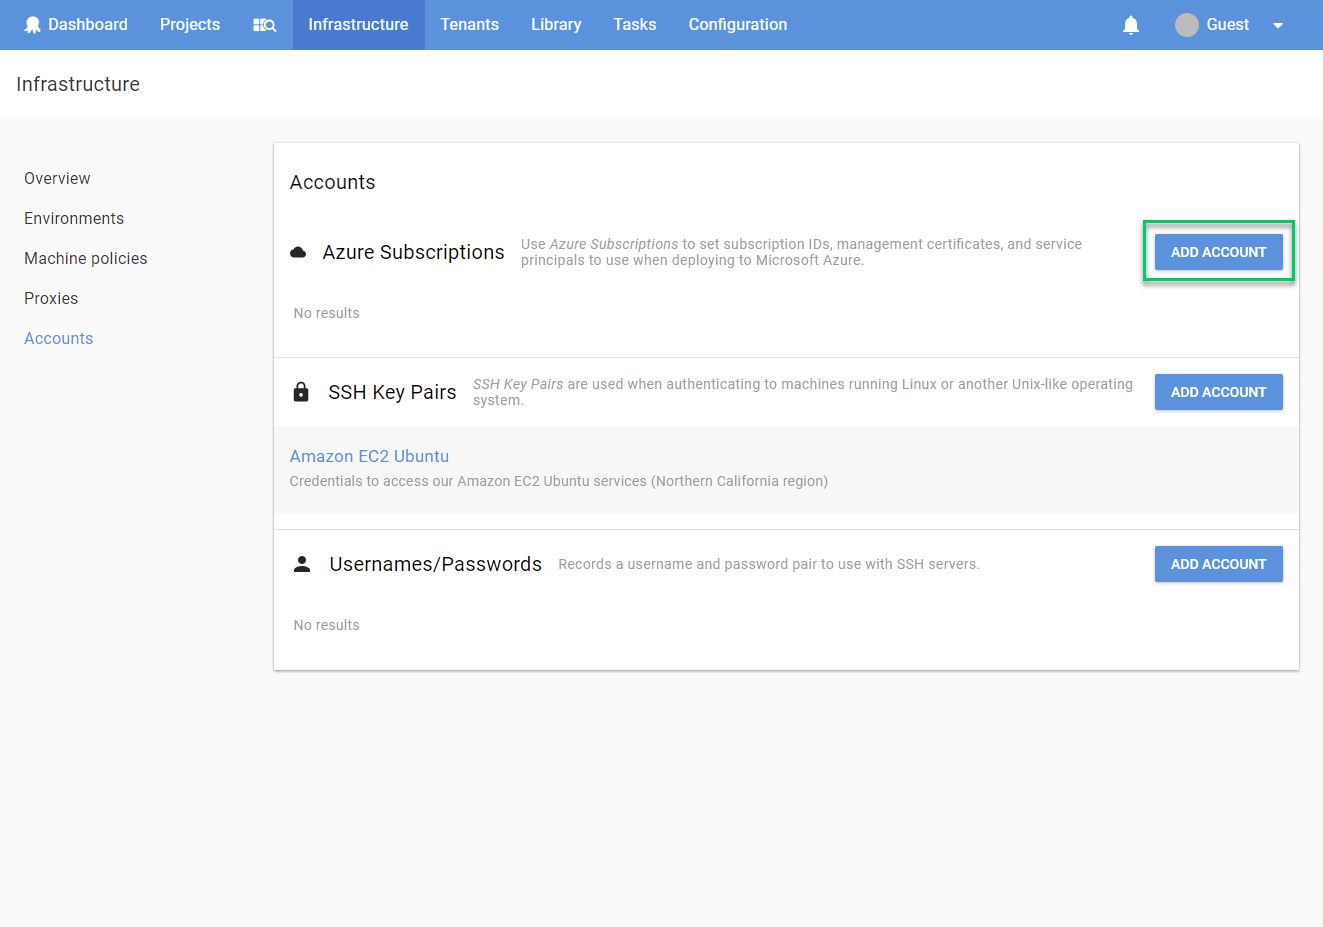 Dashboard Projects Infrastructure Tenants Library Tasks Configuration Guest
Infrastructure
Overview
Environments
Machine policies
Proxies
Accounts
Accounts
Azure Subscriptions
Use Azure Subscriptions to set subscription IDs, management certificates, and service
principals to use when deploying to Microsoft Azure.
ADD ACCOUNT
No results
SSH Key Pairs
SSH Key Pairs are used when authenticating to machines running Linux or another Unix-like operating
system.
ADD ACCOUNT
Amazon EC2 Ubuntu
Credentials to access our Amazon EC2 Ubuntu services (Northern California region)
Usernames/Passwords
Records a username and password pair to use with SSH servers.
ADD ACCOUNT
No results